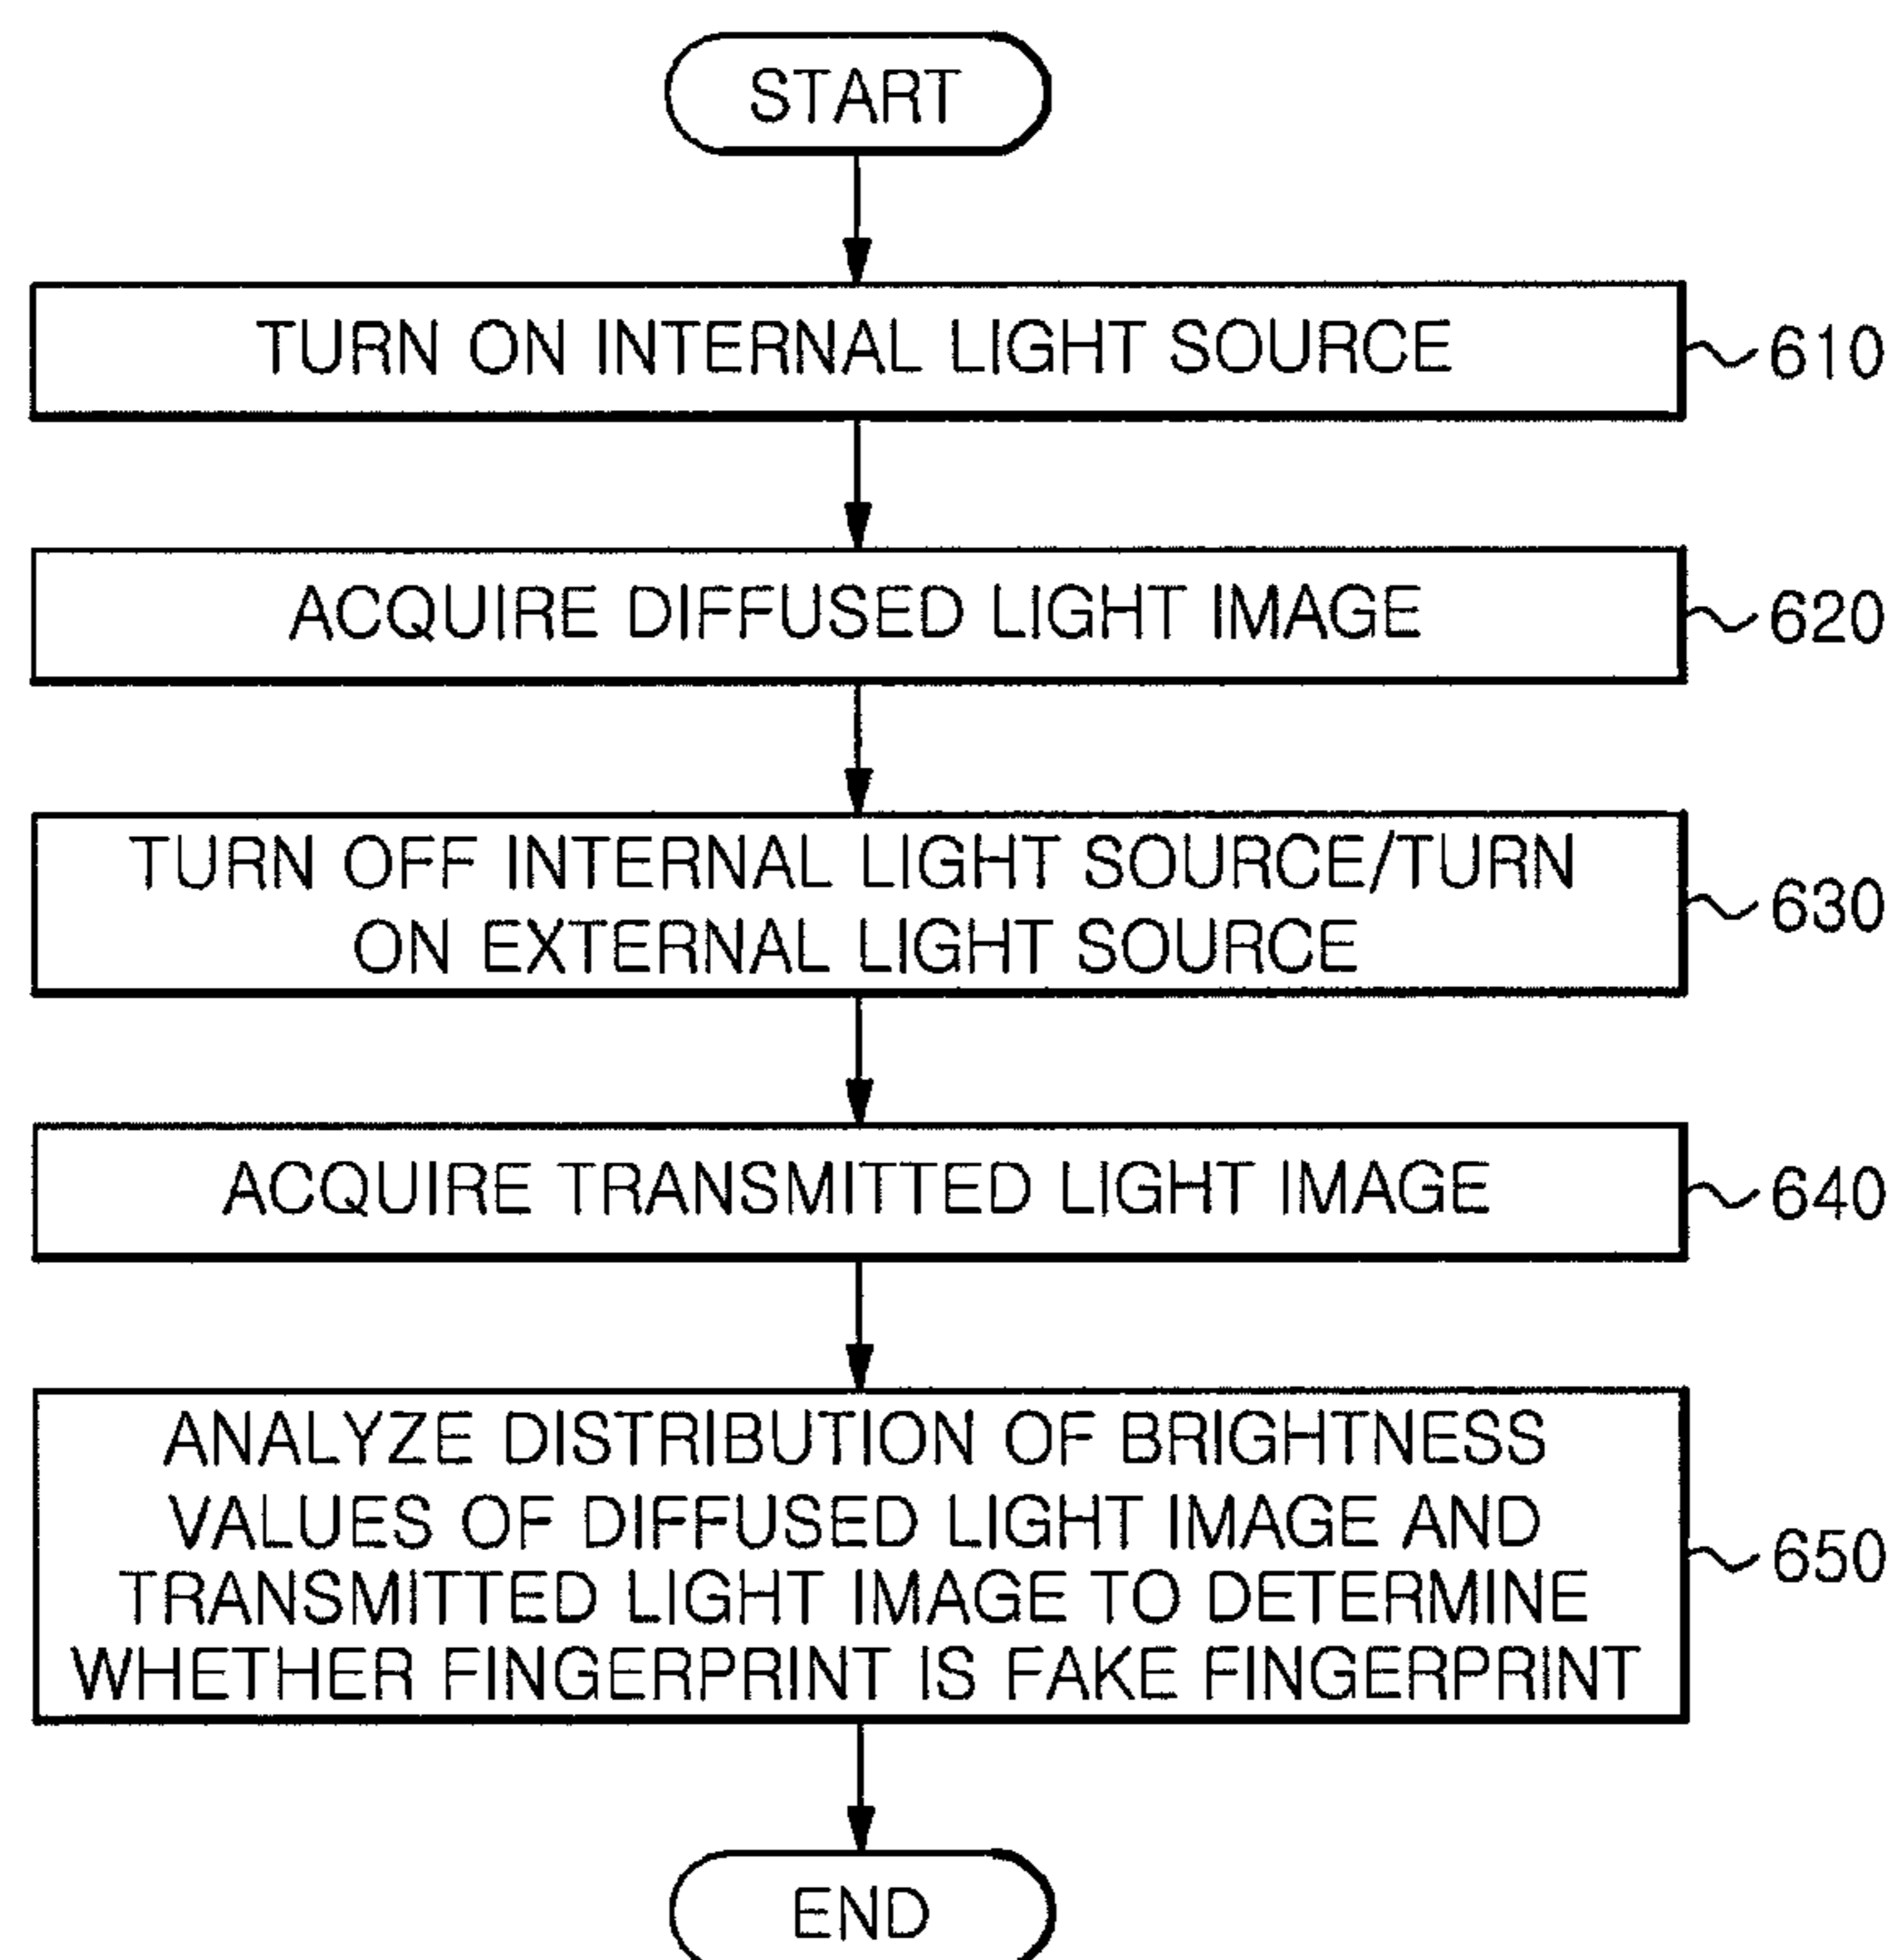 START
TURN ON INTERNAL LIGHT SOURCE
610
ACQUIRE DIFFUSED LIGHT IMAGE
620
TURN OFF INTERNAL LIGHT SOURCE/TURN
ON EXTERNAL LIGHT SOURCE
630
ACQUIRE TRANSMITTED LIGHT IMAGE
640
ANALYZE DISTRIBUTION OF BRIGHTNESS
VALUES OF DIFFUSED LIGHT IMAGE AND
TRANSMITTED LIGHT IMAGE TO DETERMINE
WHETHER FINGERPRINT IS FAKE FINGERPRINT
650
END